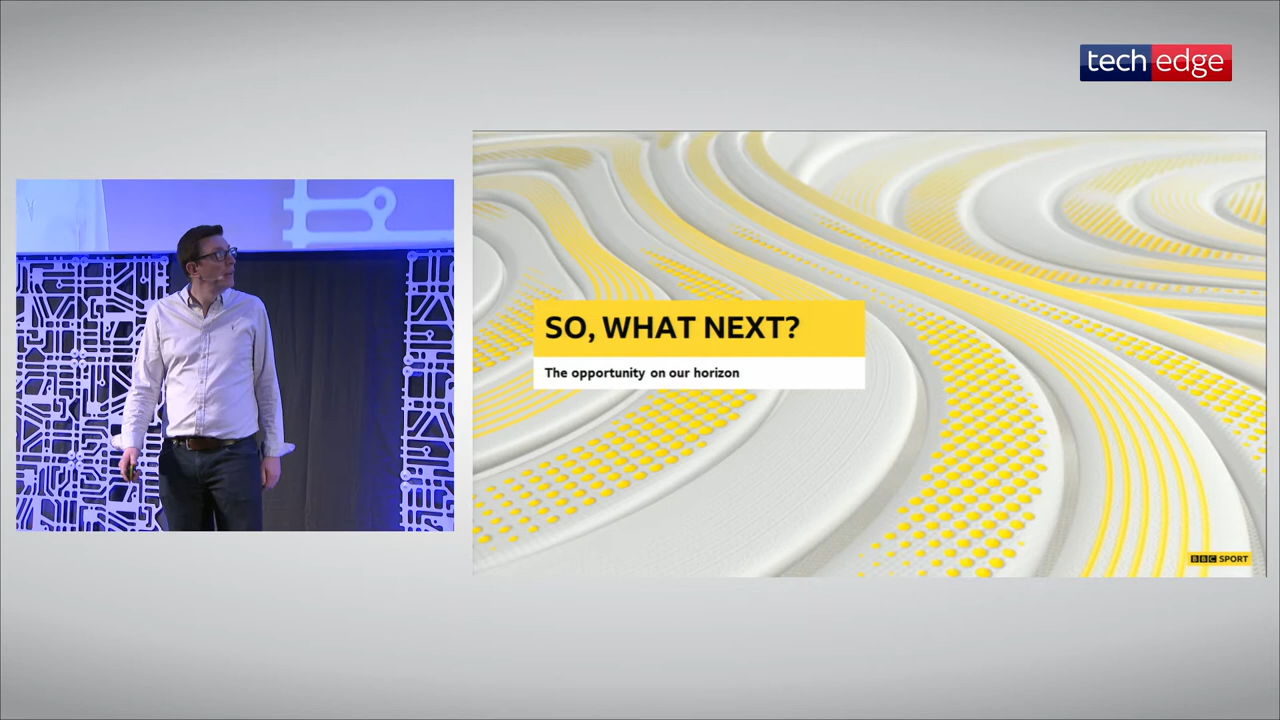 tech edge
SO, WHAT NEXT?
The opportunity on our horizon
BBC SPORT